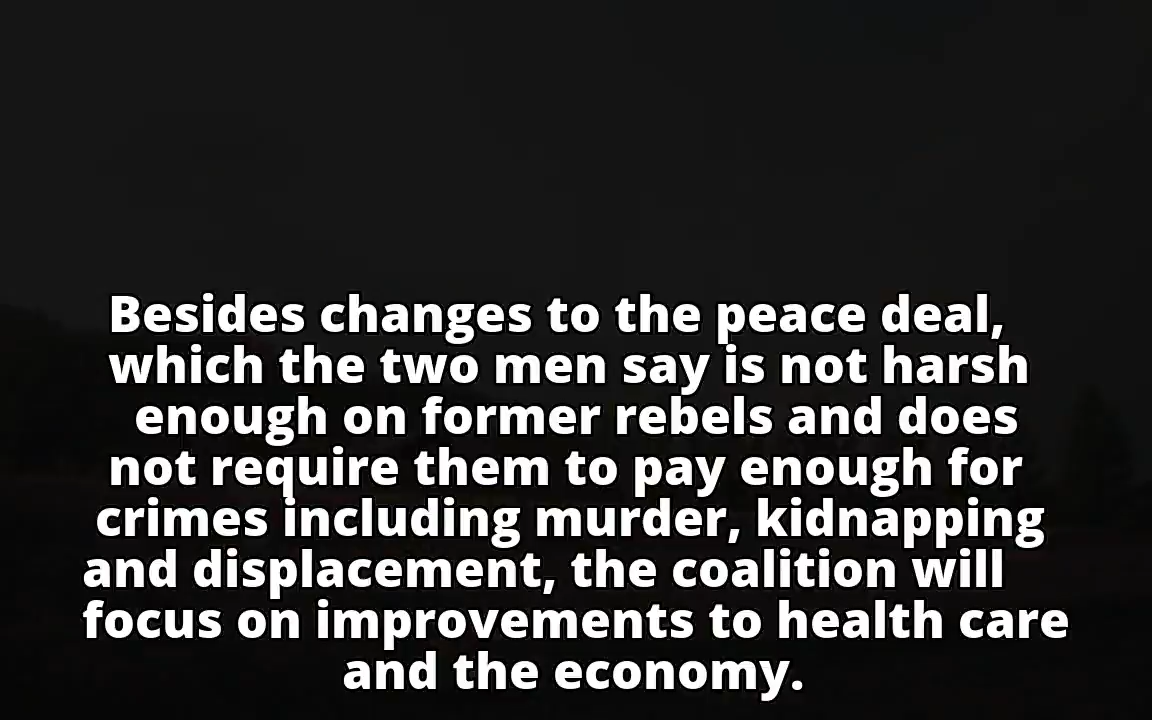 Besides changes to the peace deal,
which the two men say is not harsh
enough on former rebels and does
not require them to pay enough for
crimes including murder, kidnapping
and displacement, the coalition will
focus on improvements to health care
and the economy.